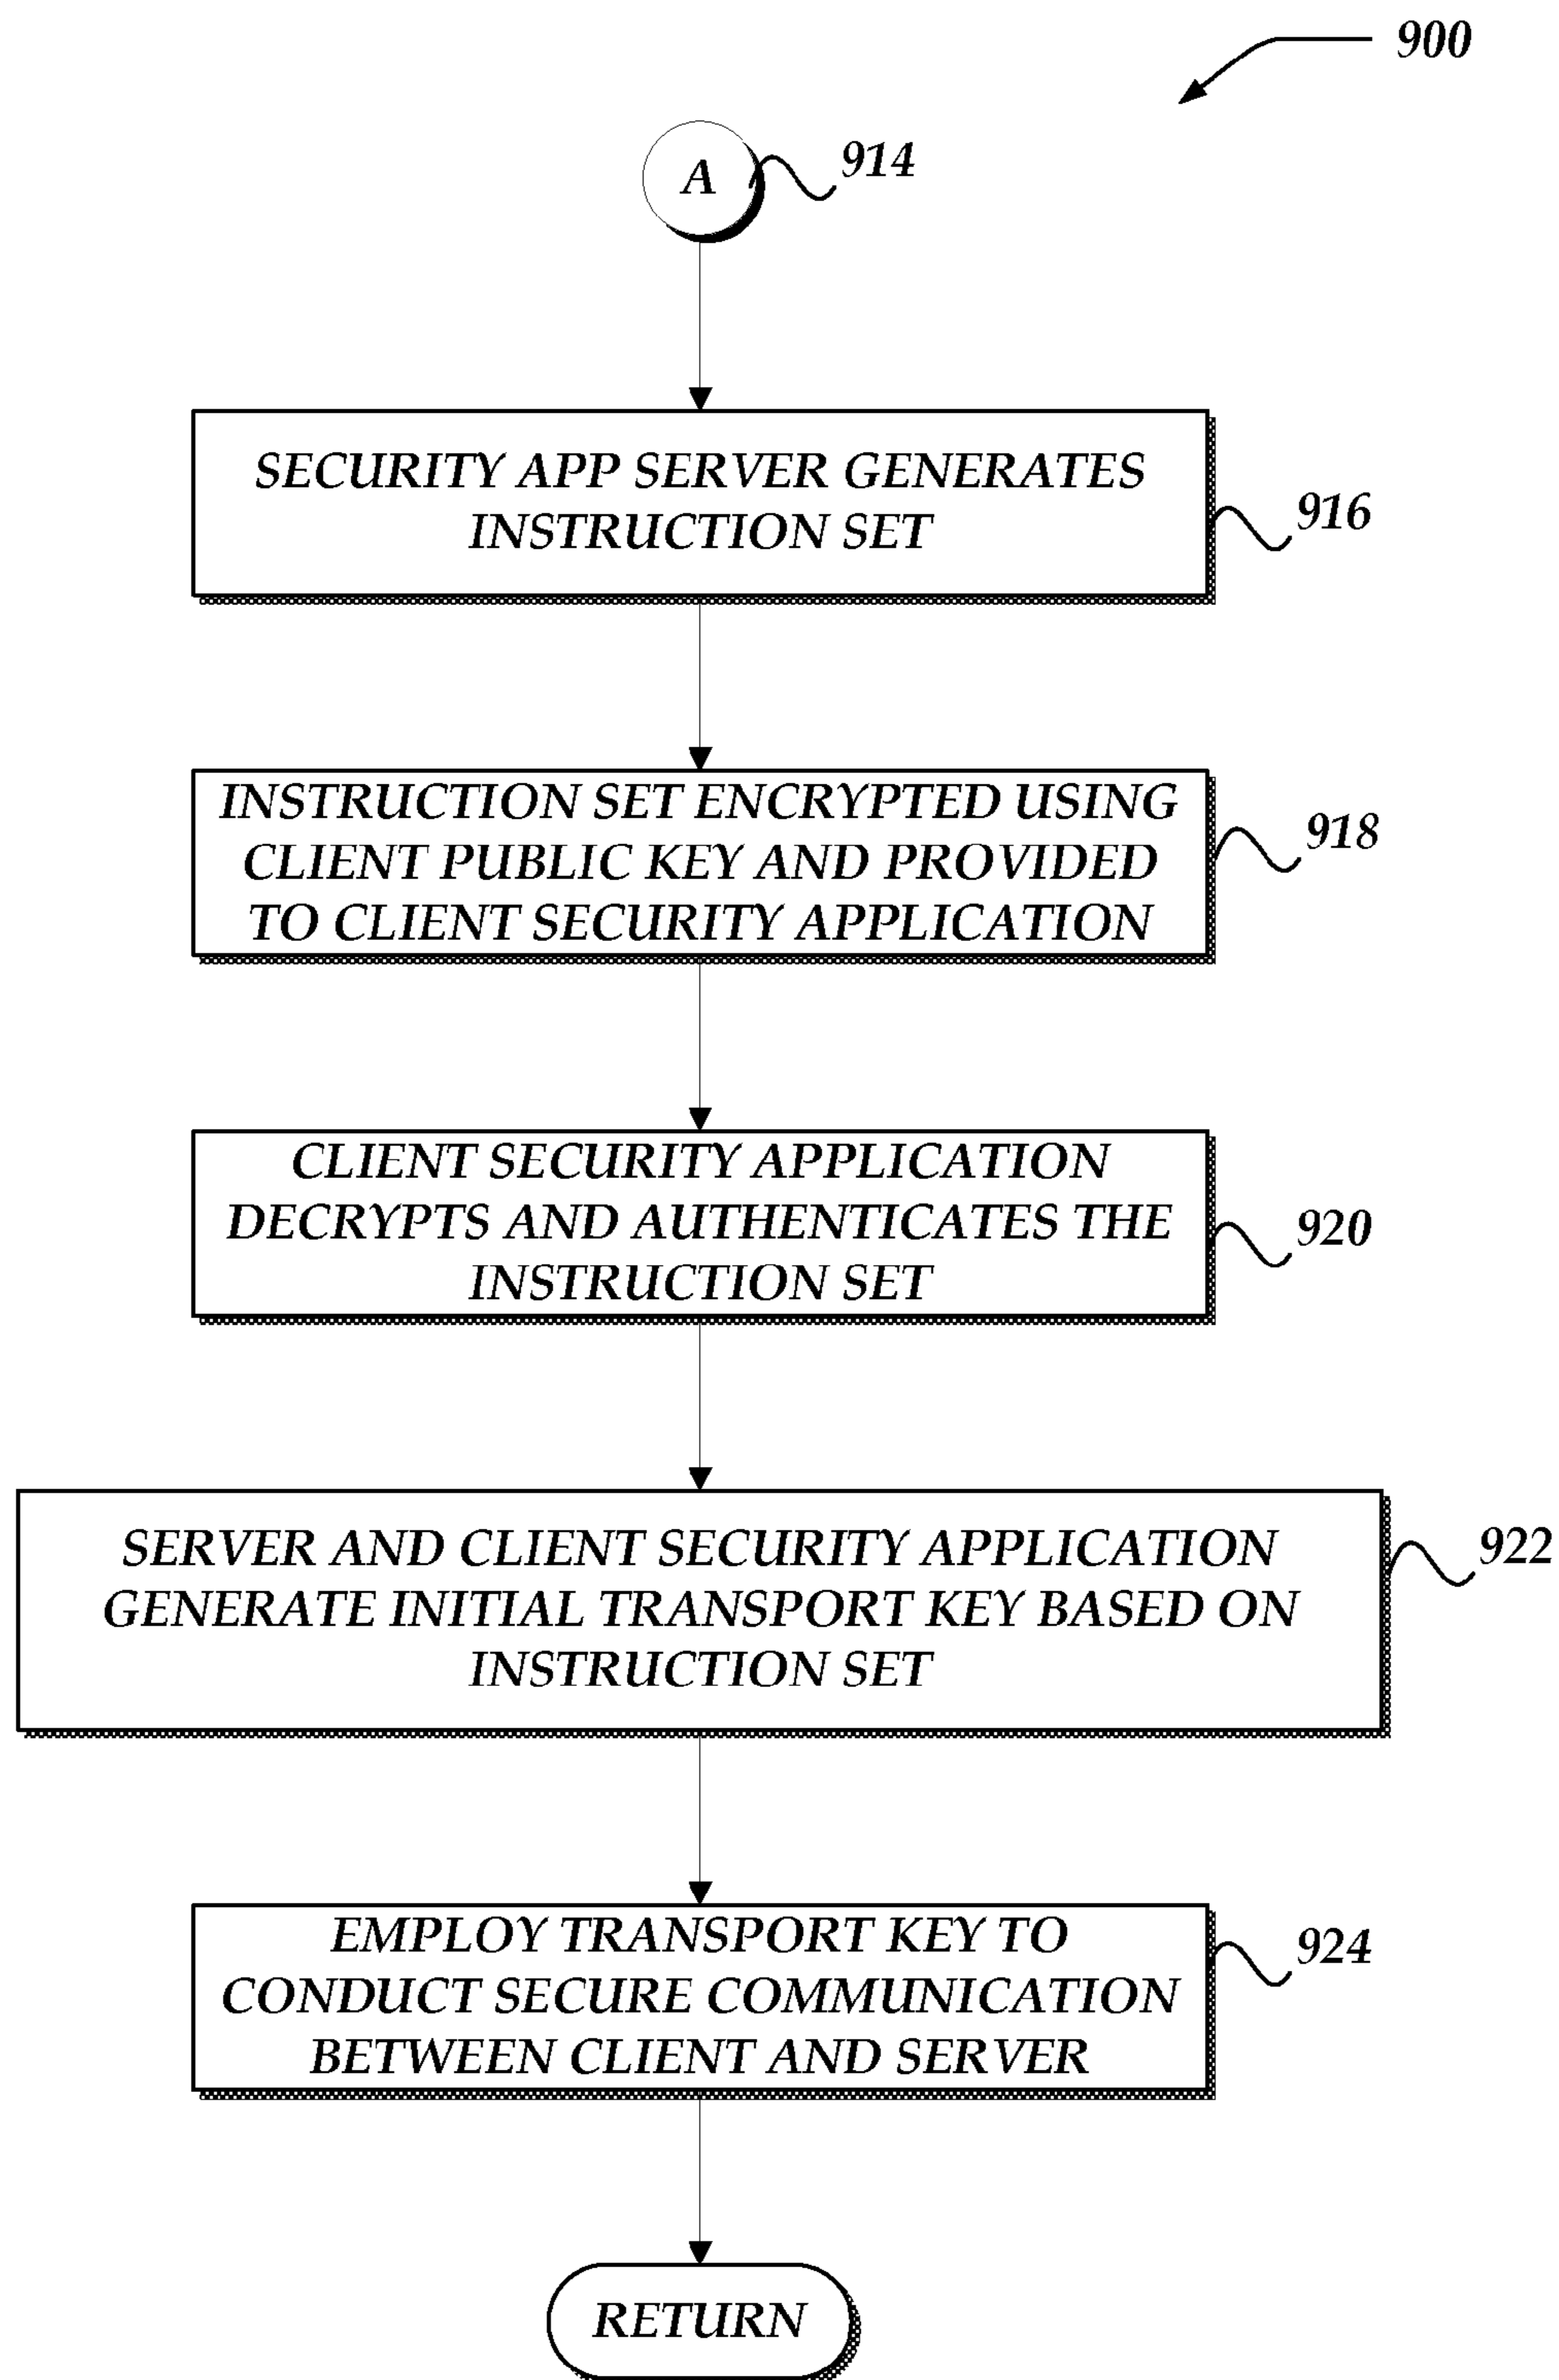 900
A
914
SECURITY APP SERVER GENERATES
INSTRUCTION SET
916
INSTRUCTION SET ENCRYPTED USING
CLIENT PUBLIC KEY AND PROVIDED
TO CLIENT SECURITY APPLICATION
918
CLIENT SECURITY APPLICATION
DECRYPTS AND AUTHENTICATES THE
INSTRUCTION SET
920
SERVER AND CLIENT SECURITY APPLICATION
GENERATE INITIAL TRANSPORT KEY BASED ON
INSTRUCTION SET
922
EMPLOY TRANSPORT KEY TO
CONDUCT SECURE COMMUNICATION
BETWEEN CLIENT AND SERVER
924
RETURN